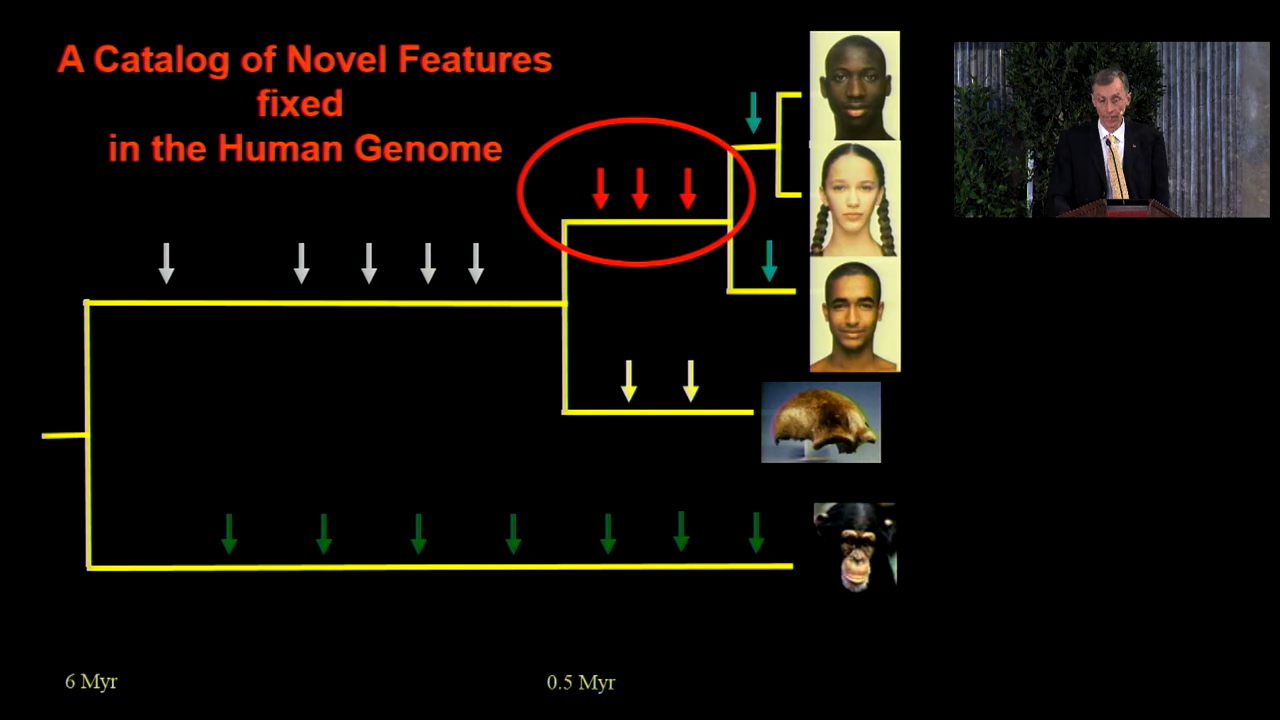 A Catalog of Novel Features
fixed
in the Human Genome
6 Myr
0.5 Myr